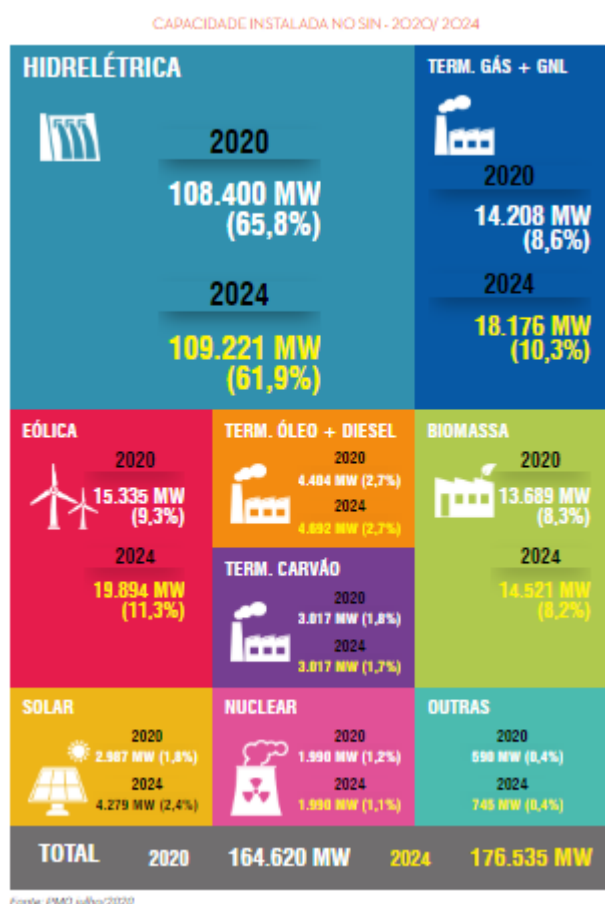 CAPACIDADE INSTALADA NO SIN - 2020/ 2024
HIDRELÉTRICA
2020
108.400 MW
(65,8%)
2024
109.221 MW
(61,9%)
TERM. GÁS + GNL
2020
14.208 MW
(8,6%)
2024
18.176 MW
(10,3%)
EÓLICA
2020
15.335 MW
(9,3%)
2024
19.894 MW
(11,3%)
TERM. ÓLEO + DIESEL
2020
4.404 MW (2,7%)
2024
4.692 MW (2,7%)
TERM. CARVÃO
2020
3.017 MW (1,8%)
2024
3.017 MW (1,7%)
BIOMASSA
2020
13.689 MW
(8,3%)
2024
14.521 MW
(8,2%)
SOLAR
2020
2.987 MW (1,8%)
2024
4.279 MW (2,4%)
NUCLEAR
2020
1.990 MW (1,2%)
2024
1.990 MW (1,1%)
OUTRAS
2020
590 MW (0,4%)
2024
745 MW (0,4%)
TOTAL 2020 164.620 MW 2024 176.535 MW
Fonte: PMO julho/2020